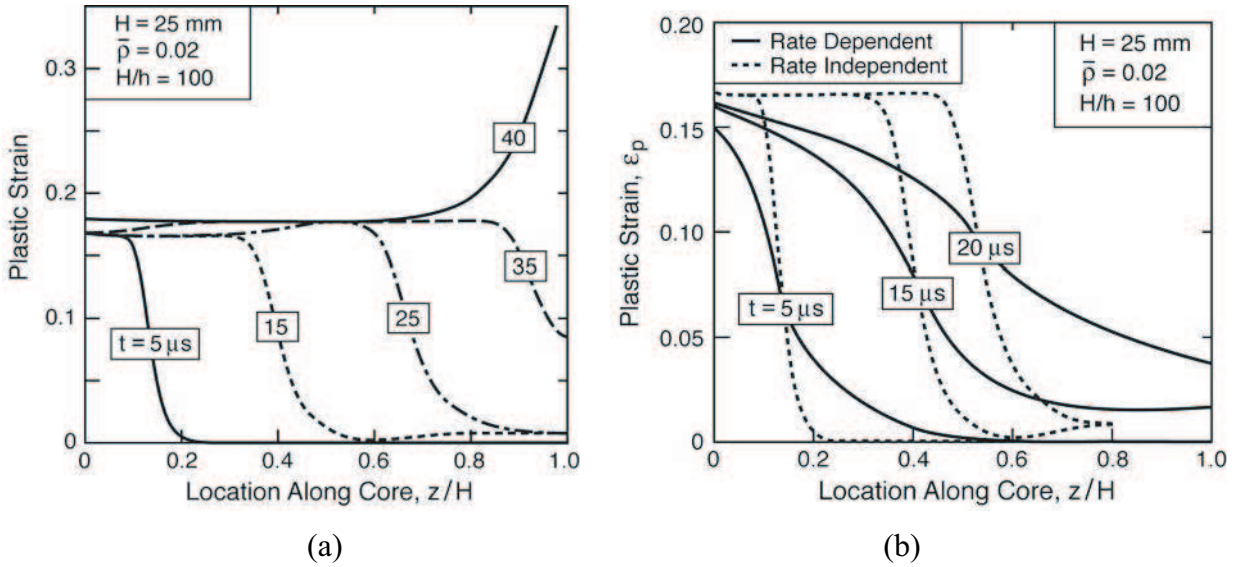 H = 25 mm
ρ̄ = 0.02
H/h = 100
0.3
0.2
0.1
0
Plastic Strain
40
35
t = 5 μs
15
25
0
0.2
0.4
0.6
0.8
1.0
Location Along Core, z / H
(a)
0.20
0.15
0.10
0.05
0
Plastic Strain, εp
Rate Dependent
Rate Independent
H = 25 mm
ρ̄ = 0.02
H/h = 100
20 μs
15 μs
t = 5 μs
0
0.2
0.4
0.6
0.8
1.0
Location Along Core, z / H
(b)